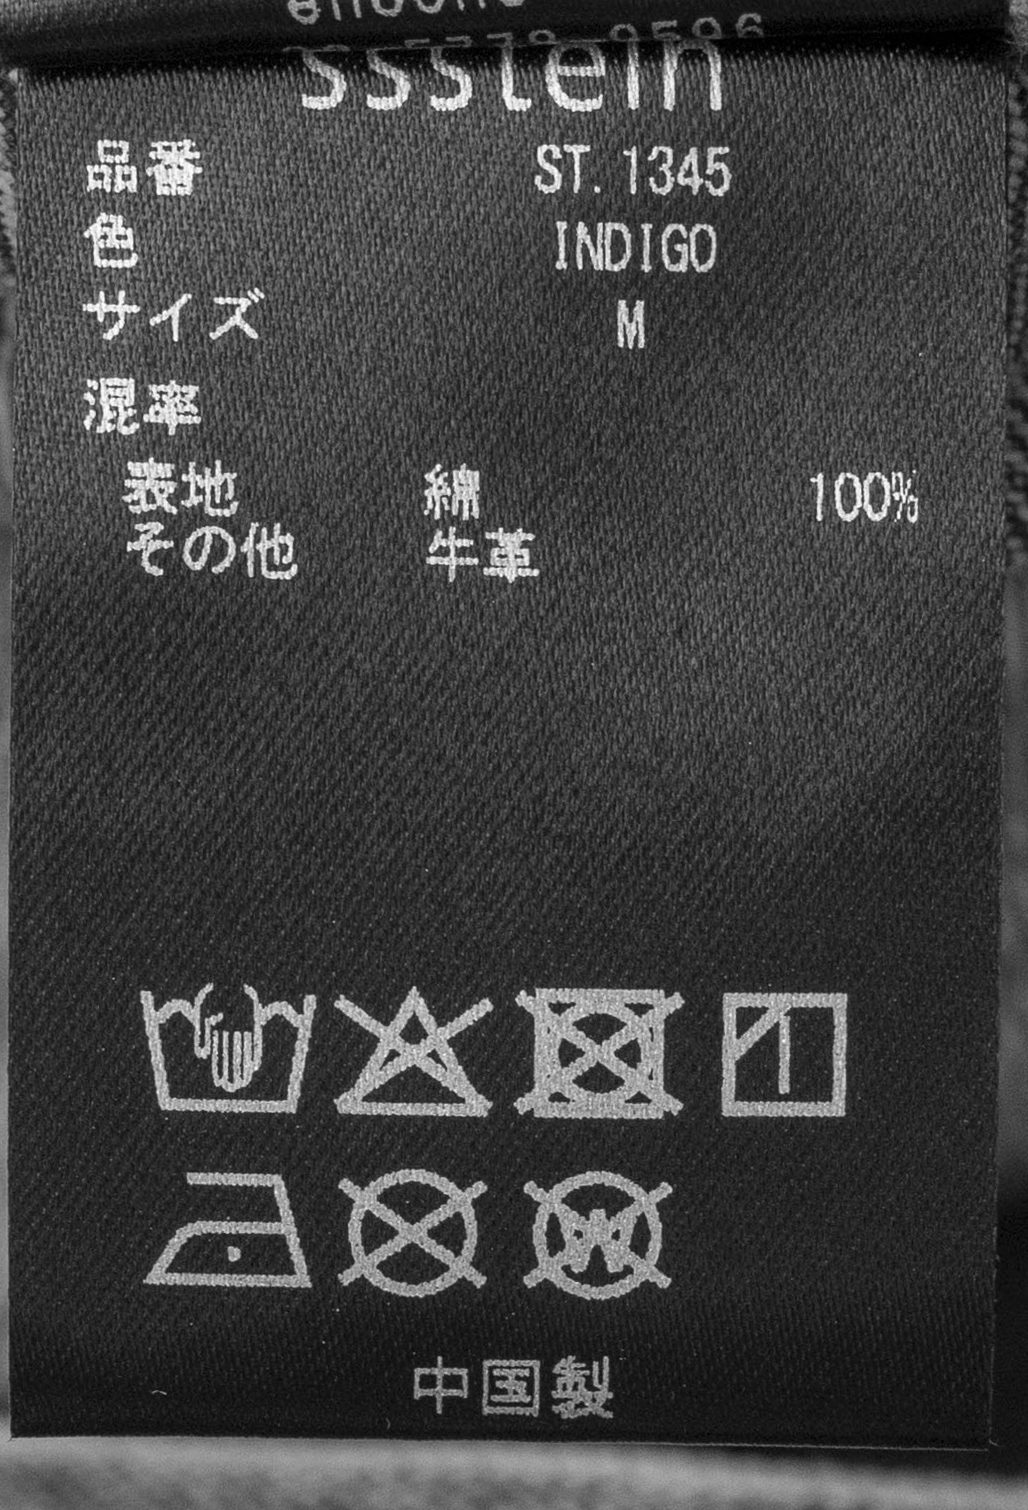 ssstein
品番 ST. 1345
色 INDIGO
サイズ M
混率
表地 綿 100%
その他 牛革
中国製